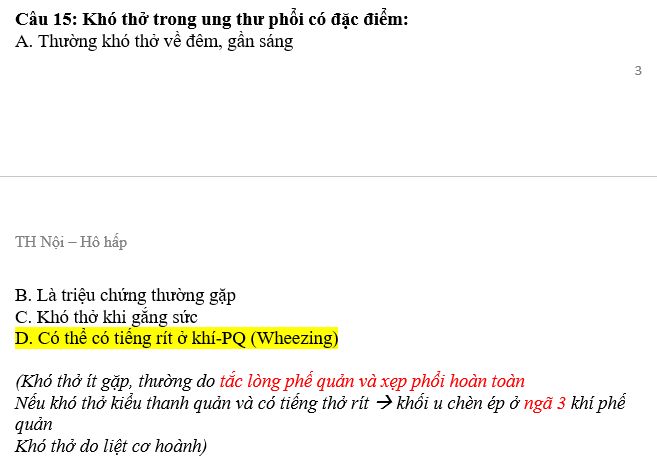 Câu 15: Khó thở trong ung thư phổi có đặc điểm:
A. Thường khó thở về đêm, gần sáng
3
TH Nội – Hô hấp
B. Là triệu chứng thường gặp
C. Khó thở khi gắng sức
D. Có thể có tiếng rít ở khí-PQ (Wheezing)
(Khó thở ít gặp, thường do tắc lòng phế quản và xẹp phổi hoàn toàn
Nếu khó thở kiểu thanh quản và có tiếng thở rít → khối u chèn ép ở ngã 3 khí phế
quản
Khó thở do liệt cơ hoành)